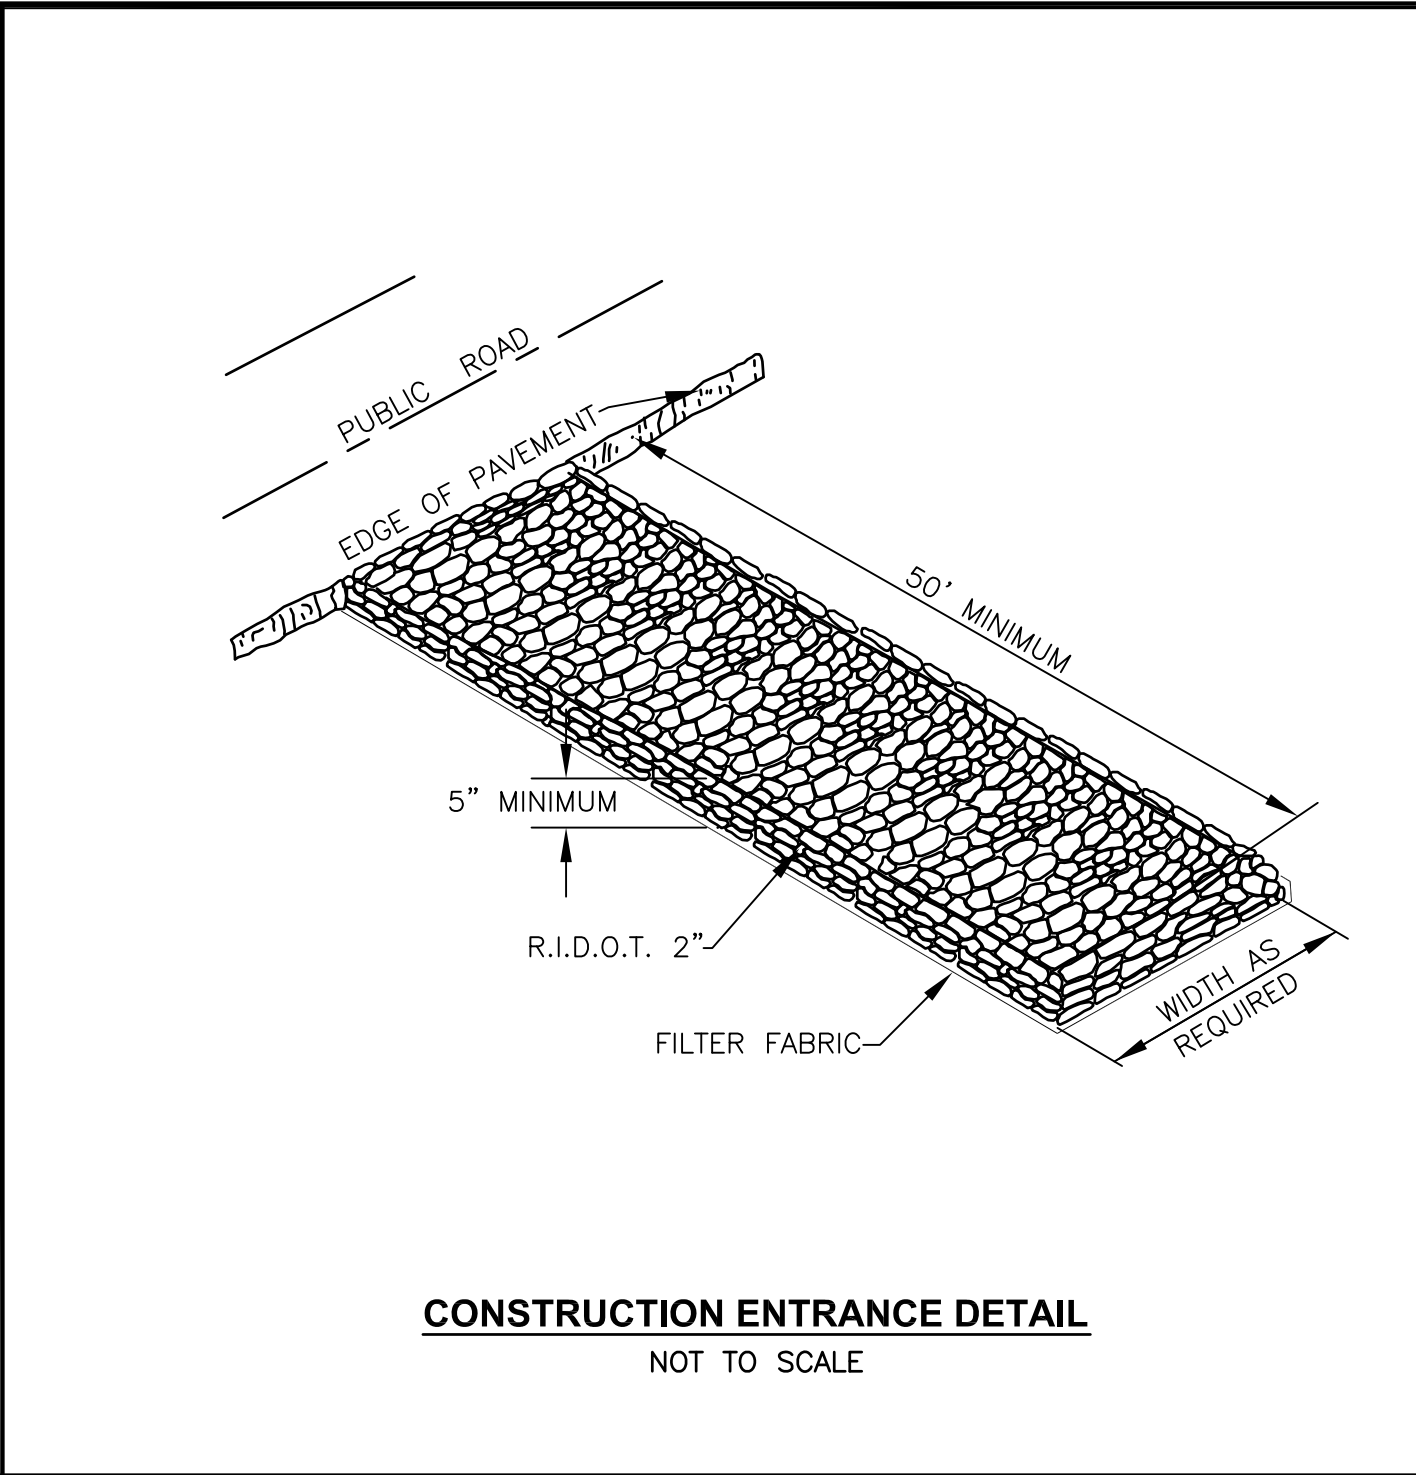 PUBLIC ROAD
EDGE OF PAVEMENT
50' MINIMUM
5" MINIMUM
R.I.D.O.T. 2"
FILTER FABRIC
WIDTH AS
REQUIRED
CONSTRUCTION ENTRANCE DETAIL
NOT TO SCALE